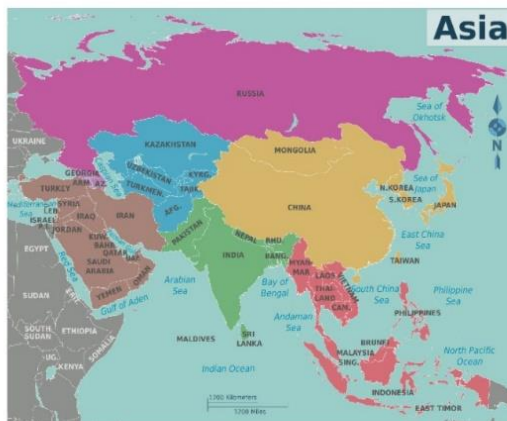 Asia
RUSSIA
Sea of
Okhotsk
UKRAINE
KAZAKHSTAN
MONGOLIA
N
GEORGIA
ARM.
AZ.
UZBEKISTAN
KYRG.
TURKMEN.
TAJIK.
Caspian Sea
Sea of
Japan
N.KOREA
S.KOREA
JAPAN
TURKEY
Mediterranean
Sea
SYRIA
LEB.
ISRAEL
JORDAN
IRAQ
IRAN
AFG.
CHINA
KUW.
BAHR.
QATAR
UAE
PAKISTAN
NEPAL
BHU.
East China
Sea
EGYPT
Red Sea
SAUDI
ARABIA
OMAN
INDIA
BANG.
MYAN-
MAR
LAOS
TAIWAN
SUDAN
ERIT.
YEMEN
Gulf of Aden
Arabian
Sea
Bay of
Bengal
THAI-
LAND
VIETNAM
CAM.
South China
Sea
Philippine
Sea
PHILIPPINES
SOUTH
SUDAN
ETHIOPIA
SOMALIA
Andaman
Sea
MALDIVES
SRI
LANKA
UG.
KENYA
BRUNEI
MALAYSIA
SING.
North Pacific
Ocean
Indian Ocean
INDONESIA
EAST TIMOR
1200 Miles